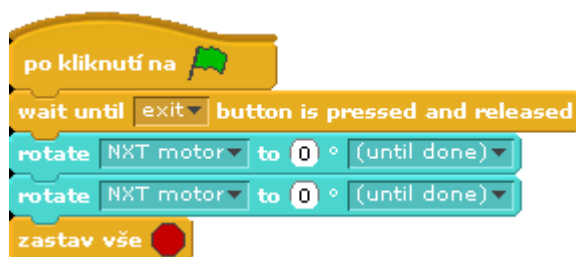 po kliknutí na
wait until exit button is pressed and released
rotate NXT motor to 0 ° (until done)
rotate NXT motor to 0 ° (until done)
zastav vše